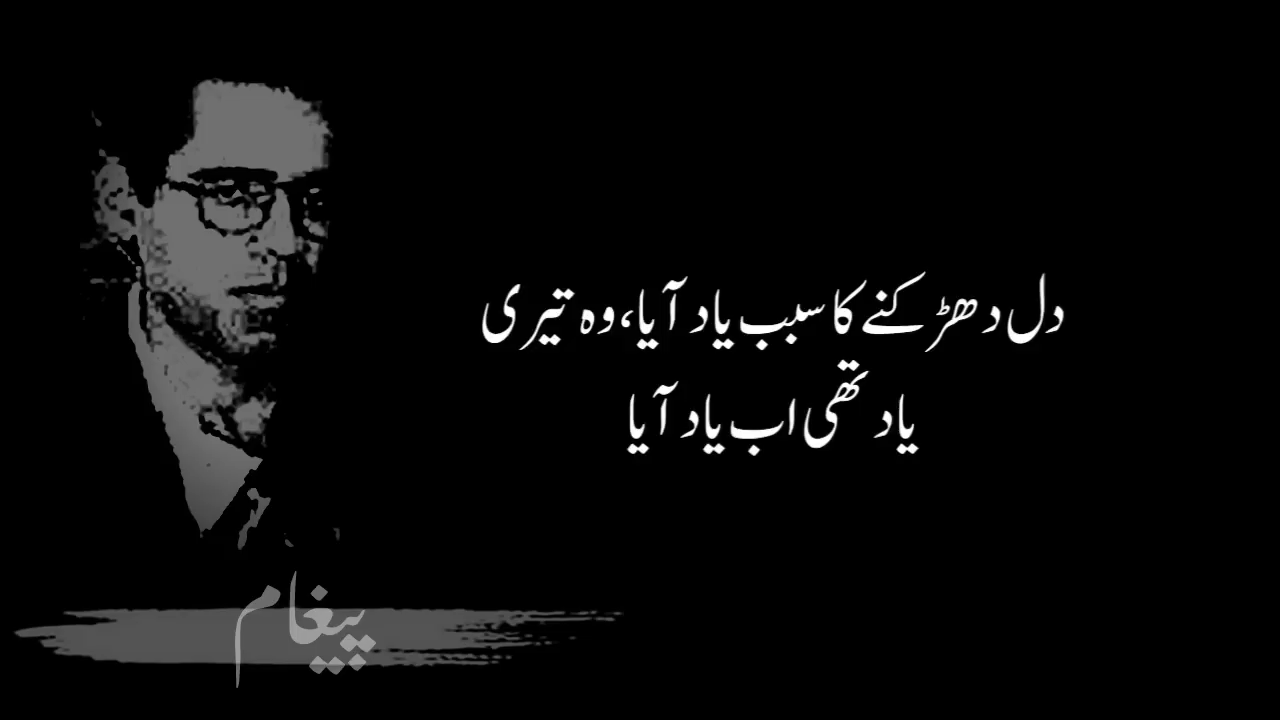 دل دھڑکنے کا سبب یاد آیا، وہ تیری
یاد تھی اب یاد آیا
پیغام